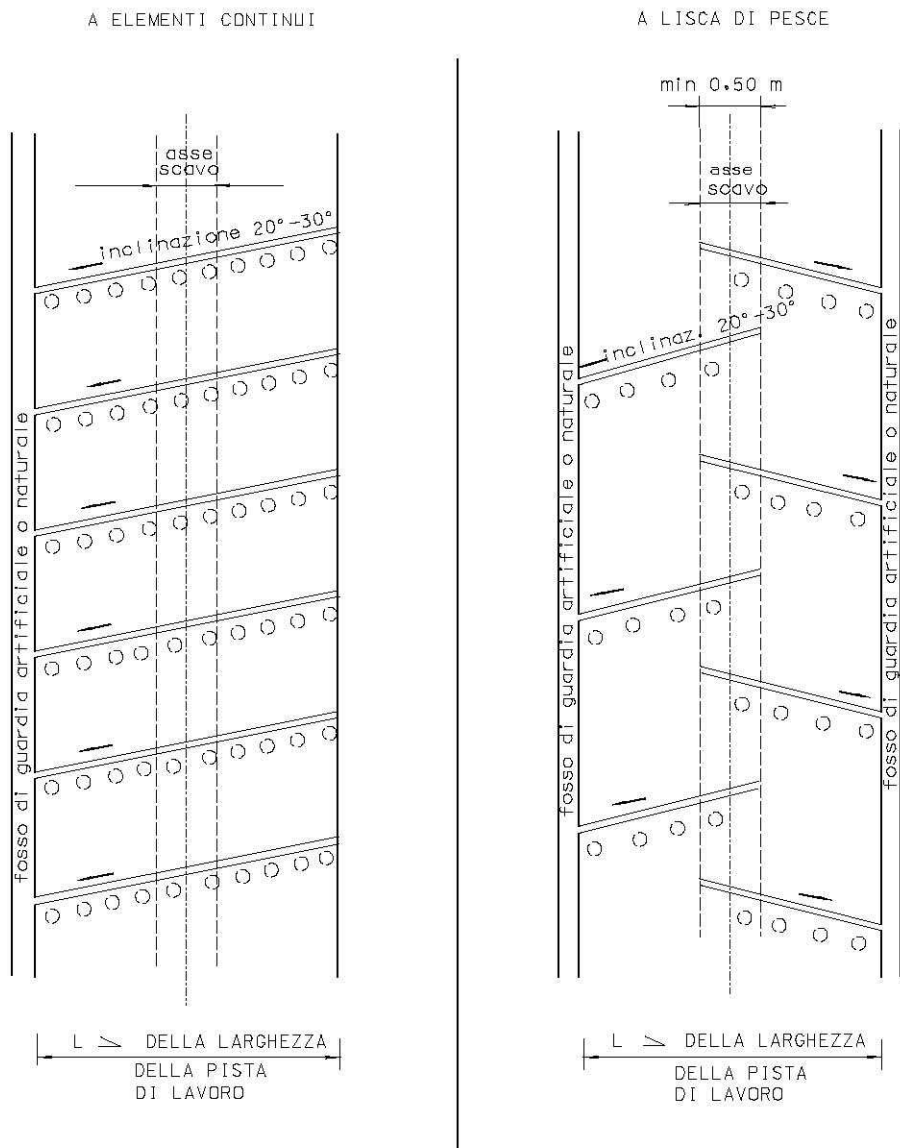 A ELEMENTI CONTINUI
asse
scavo
inclinazione 20°-30°
fosso di guardia artificiale o naturale
L ≥ DELLA LARGHEZZA
DELLA PISTA
DI LAVORO
A LISCA DI PESCE
min 0.50 m
asse
scavo
inclinaz. 20°-30°
fosso di guardia artificiale o naturale
fosso di guardia artificiale o naturale
L ≥ DELLA LARGHEZZA
DELLA PISTA
DI LAVORO